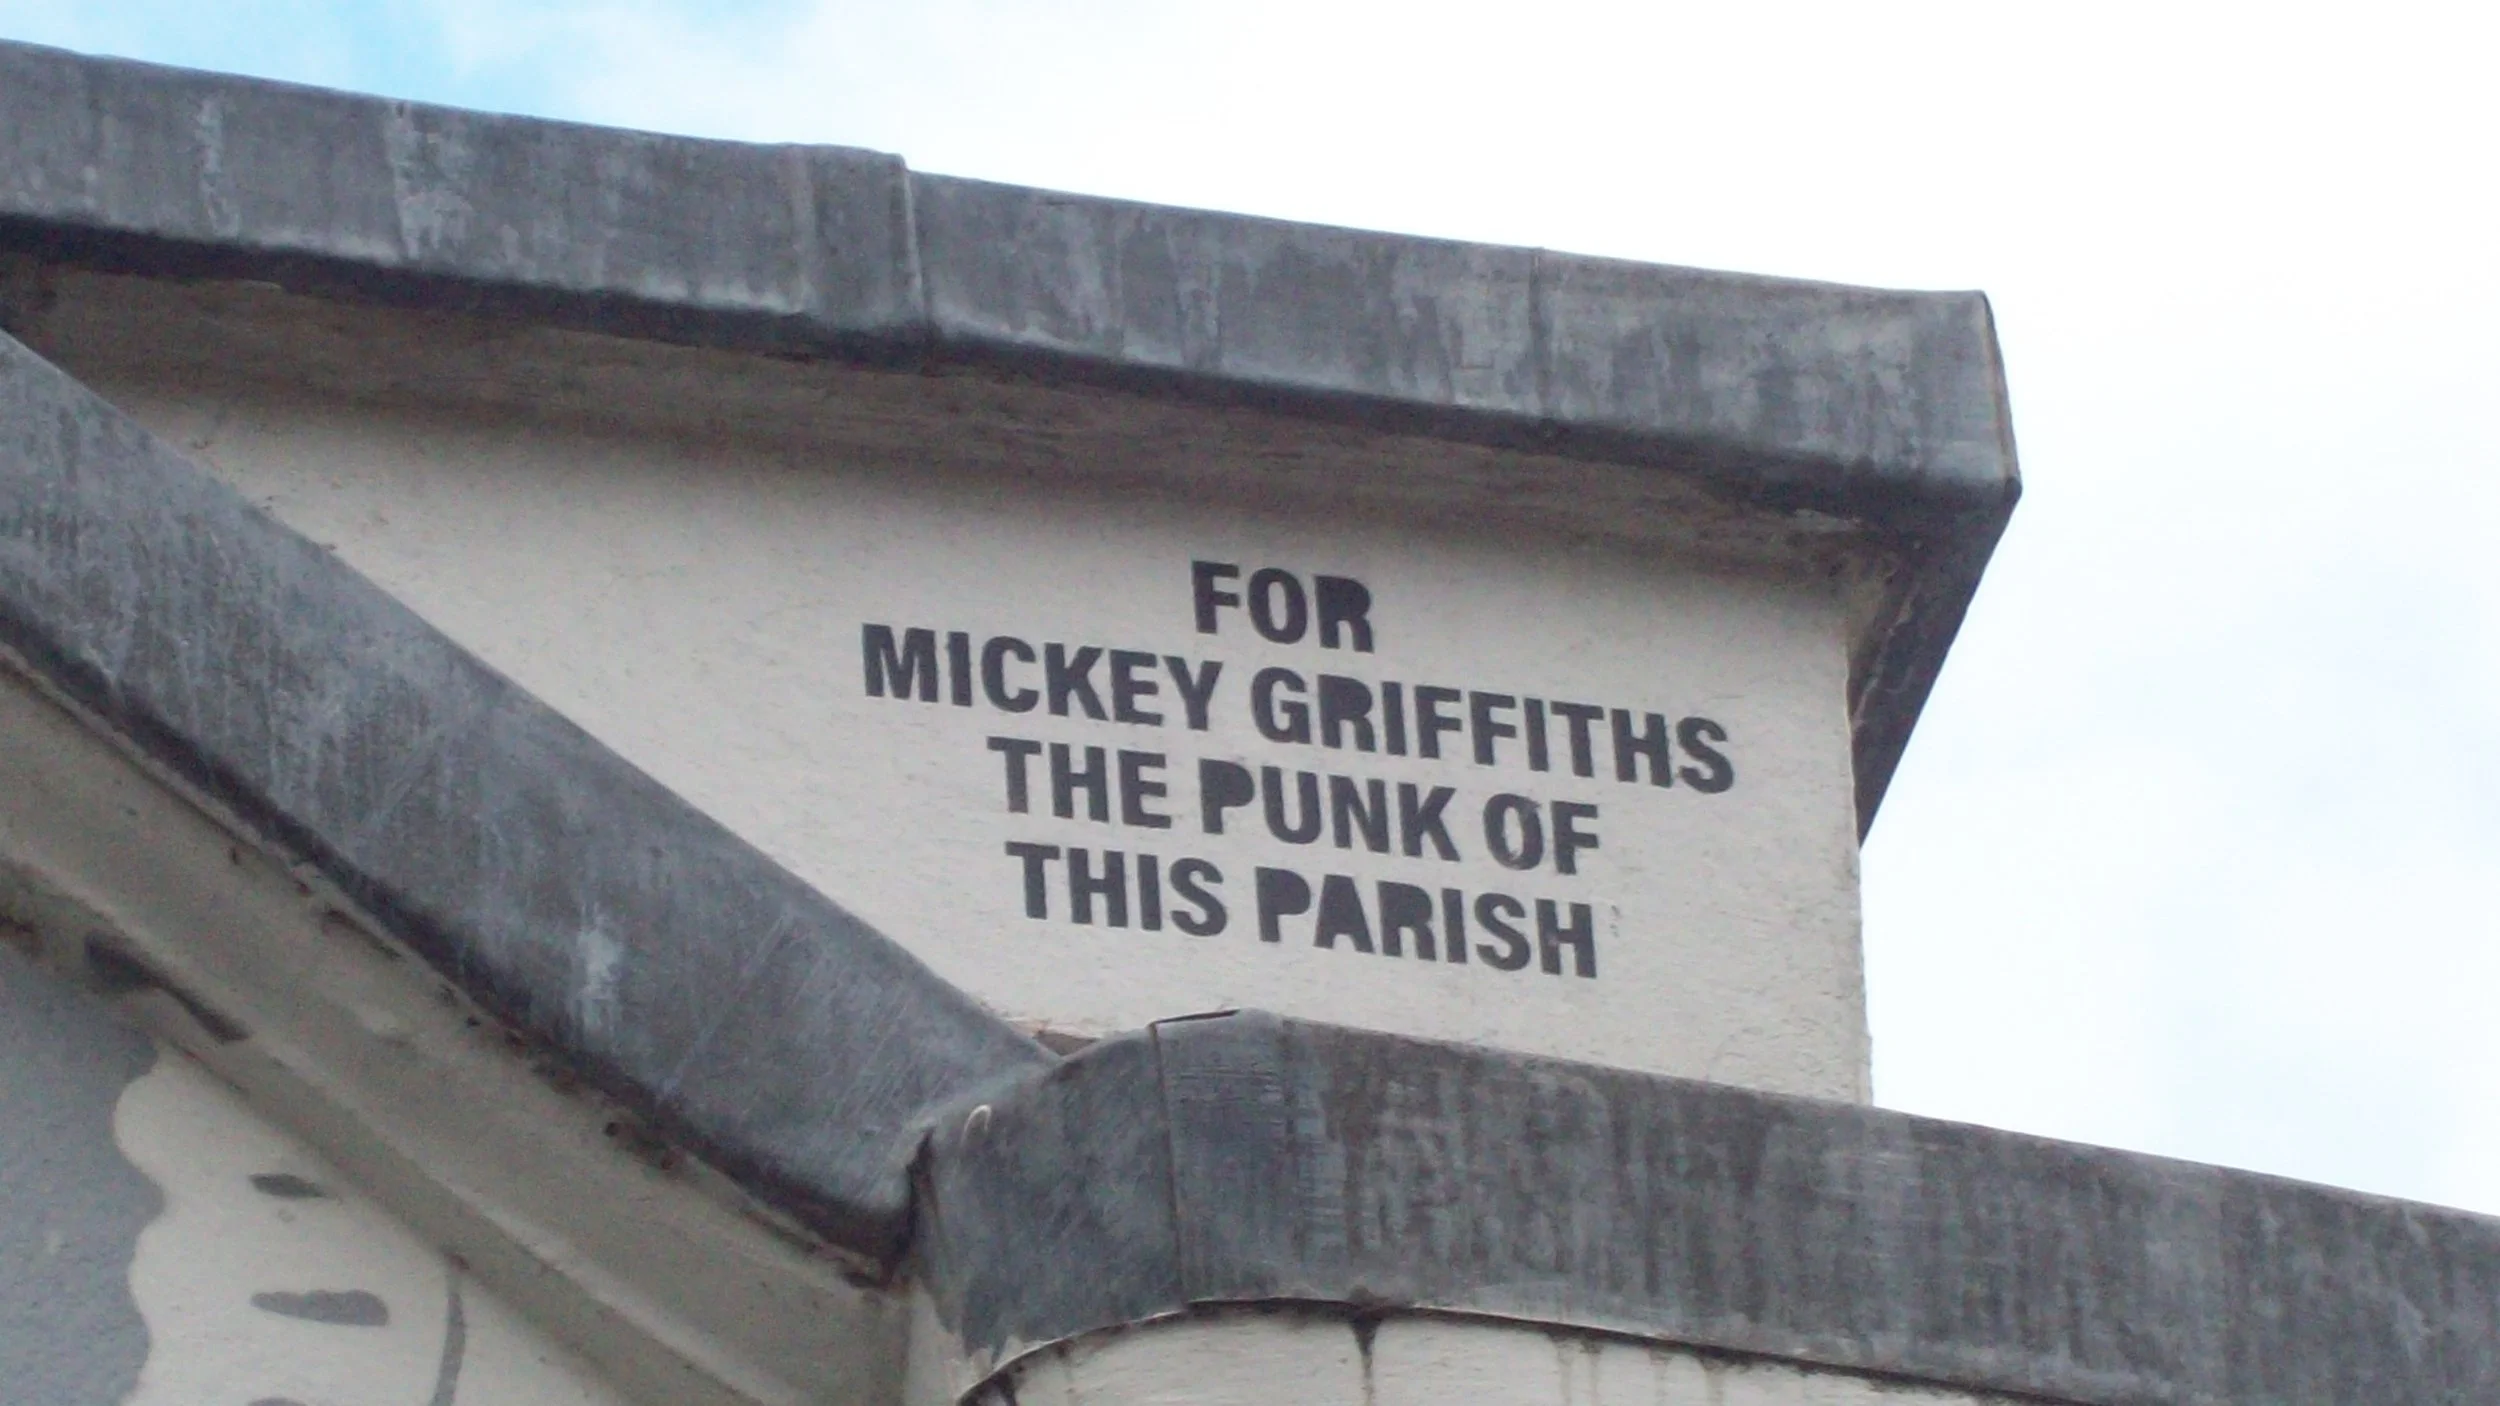 FOR
MICKEY GRIFFITHS
THE PUNK OF
THIS PARISH